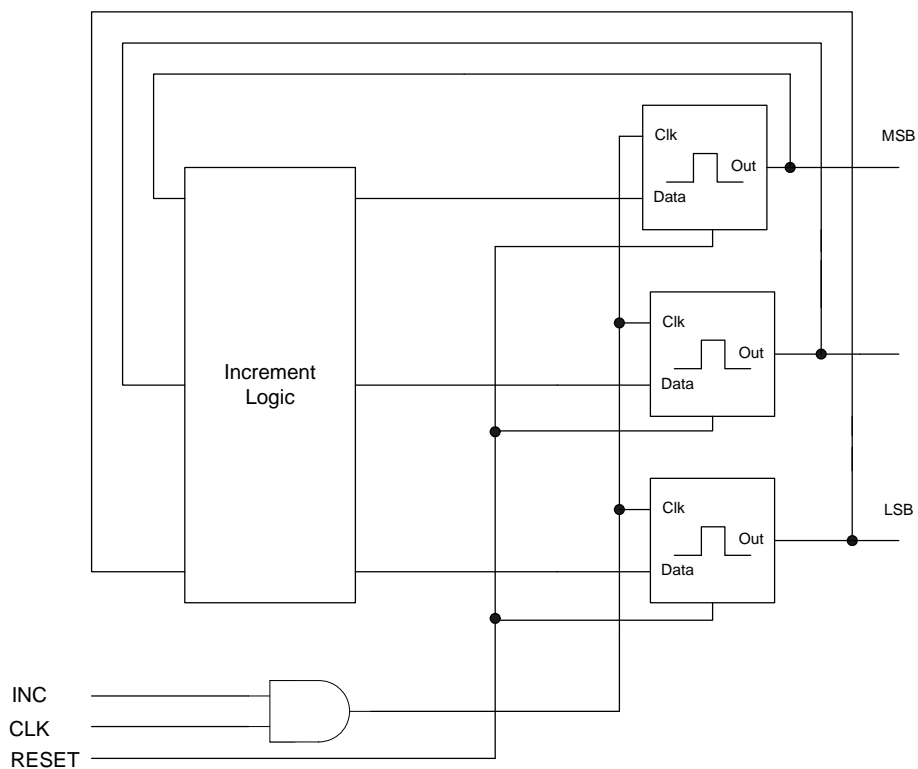 Clk
MSB
Out
Data
Increment
Logic
Clk
Out
Data
Clk
LSB
Out
Data
INC
CLK
RESET